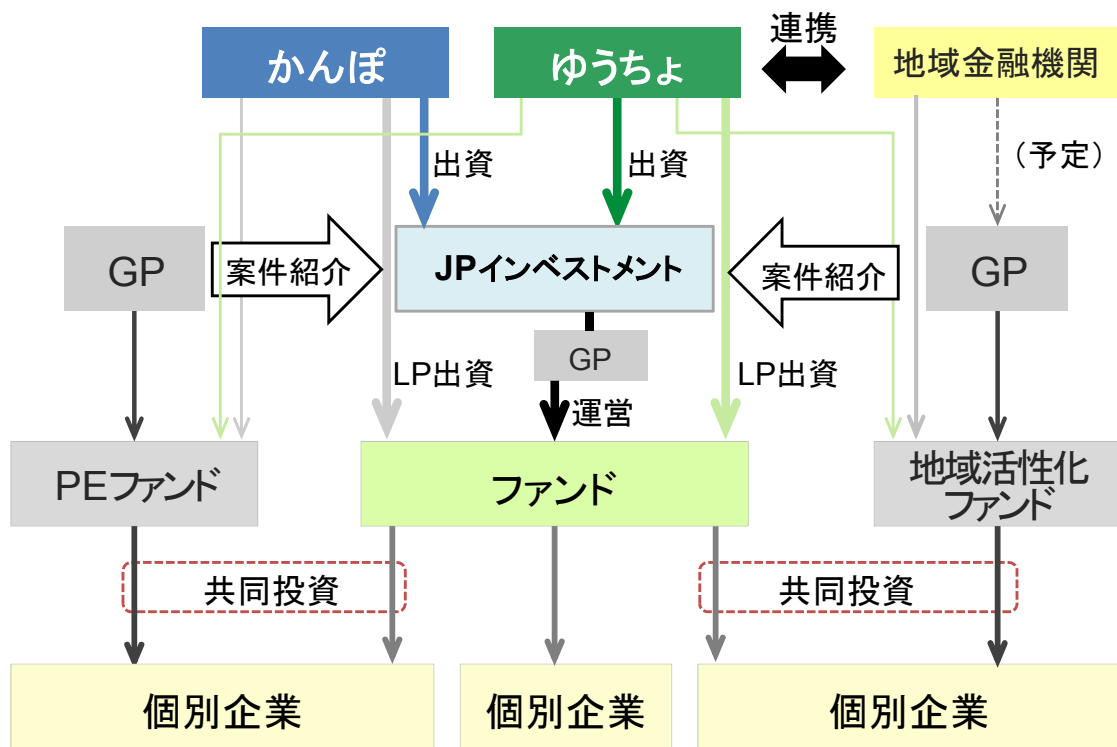 連携
かんぽ
ゆうちょ
地域金融機関
出資
出資
（予定）
GP
案件紹介
JPインベストメント
案件紹介
GP
GP
LP出資
LP出資
運営
PEファンド
ファンド
地域活性化
ファンド
共同投資
共同投資
個別企業
個別企業
個別企業